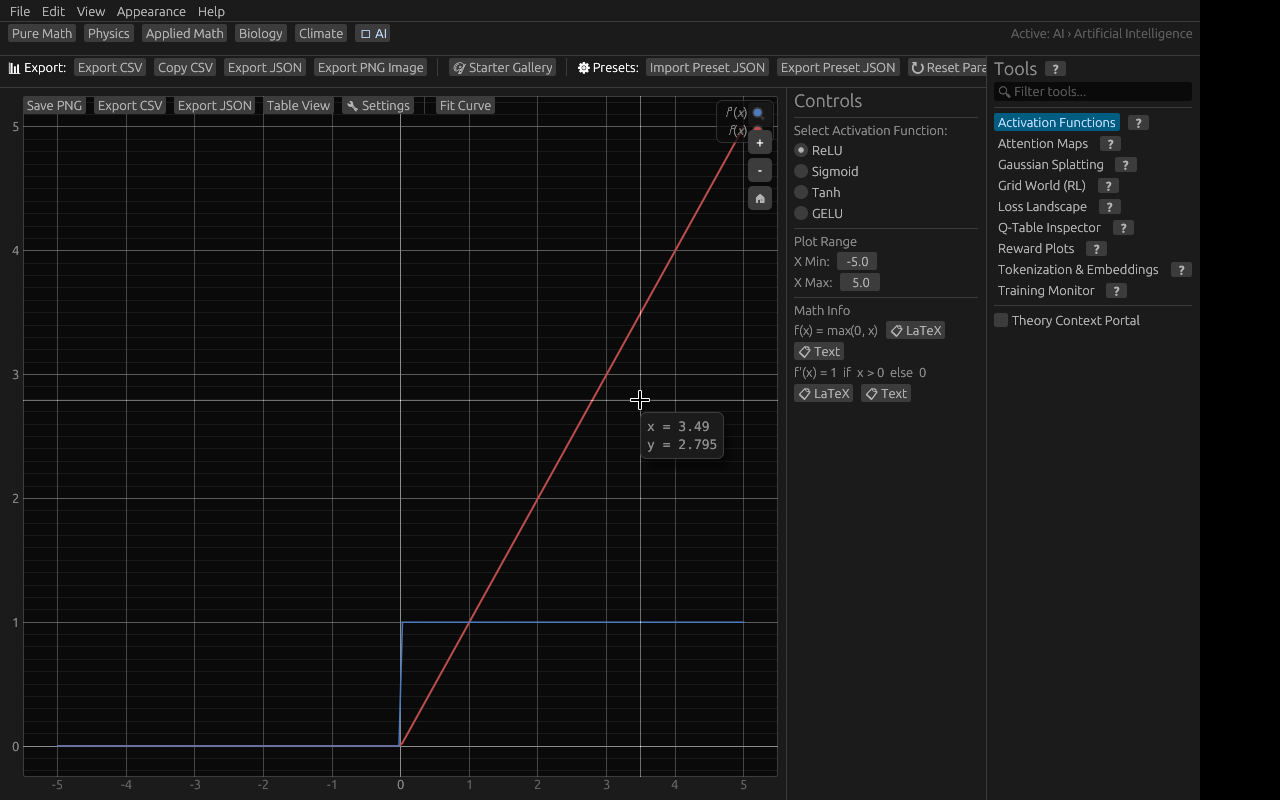 File Edit View Appearance Help
Pure Math Physics Applied Math Biology Climate AI Active: AI › Artificial Intelligence
Export: Export CSV Copy CSV Export JSON Export PNG Image Starter Gallery Presets: Import Preset JSON Export Preset JSON Reset Para
Save PNG Export CSV Export JSON Table View Settings Fit Curve
f'(x)
f(x)
+
-
5
4
3
2
1
0
-5 -4 -3 -2 -1 0 1 2 3 4 5
x = 3.49
y = 2.795
Controls
Select Activation Function:
ReLU
Sigmoid
Tanh
GELU
Plot Range
X Min: -5.0
X Max: 5.0
Math Info
f(x) = max(0, x) LaTeX
Text
f'(x) = 1 if x > 0 else 0
LaTeX Text
Tools ?
Filter tools...
Activation Functions ?
Attention Maps ?
Gaussian Splatting ?
Grid World (RL) ?
Loss Landscape ?
Q-Table Inspector ?
Reward Plots ?
Tokenization & Embeddings ?
Training Monitor ?
Theory Context Portal